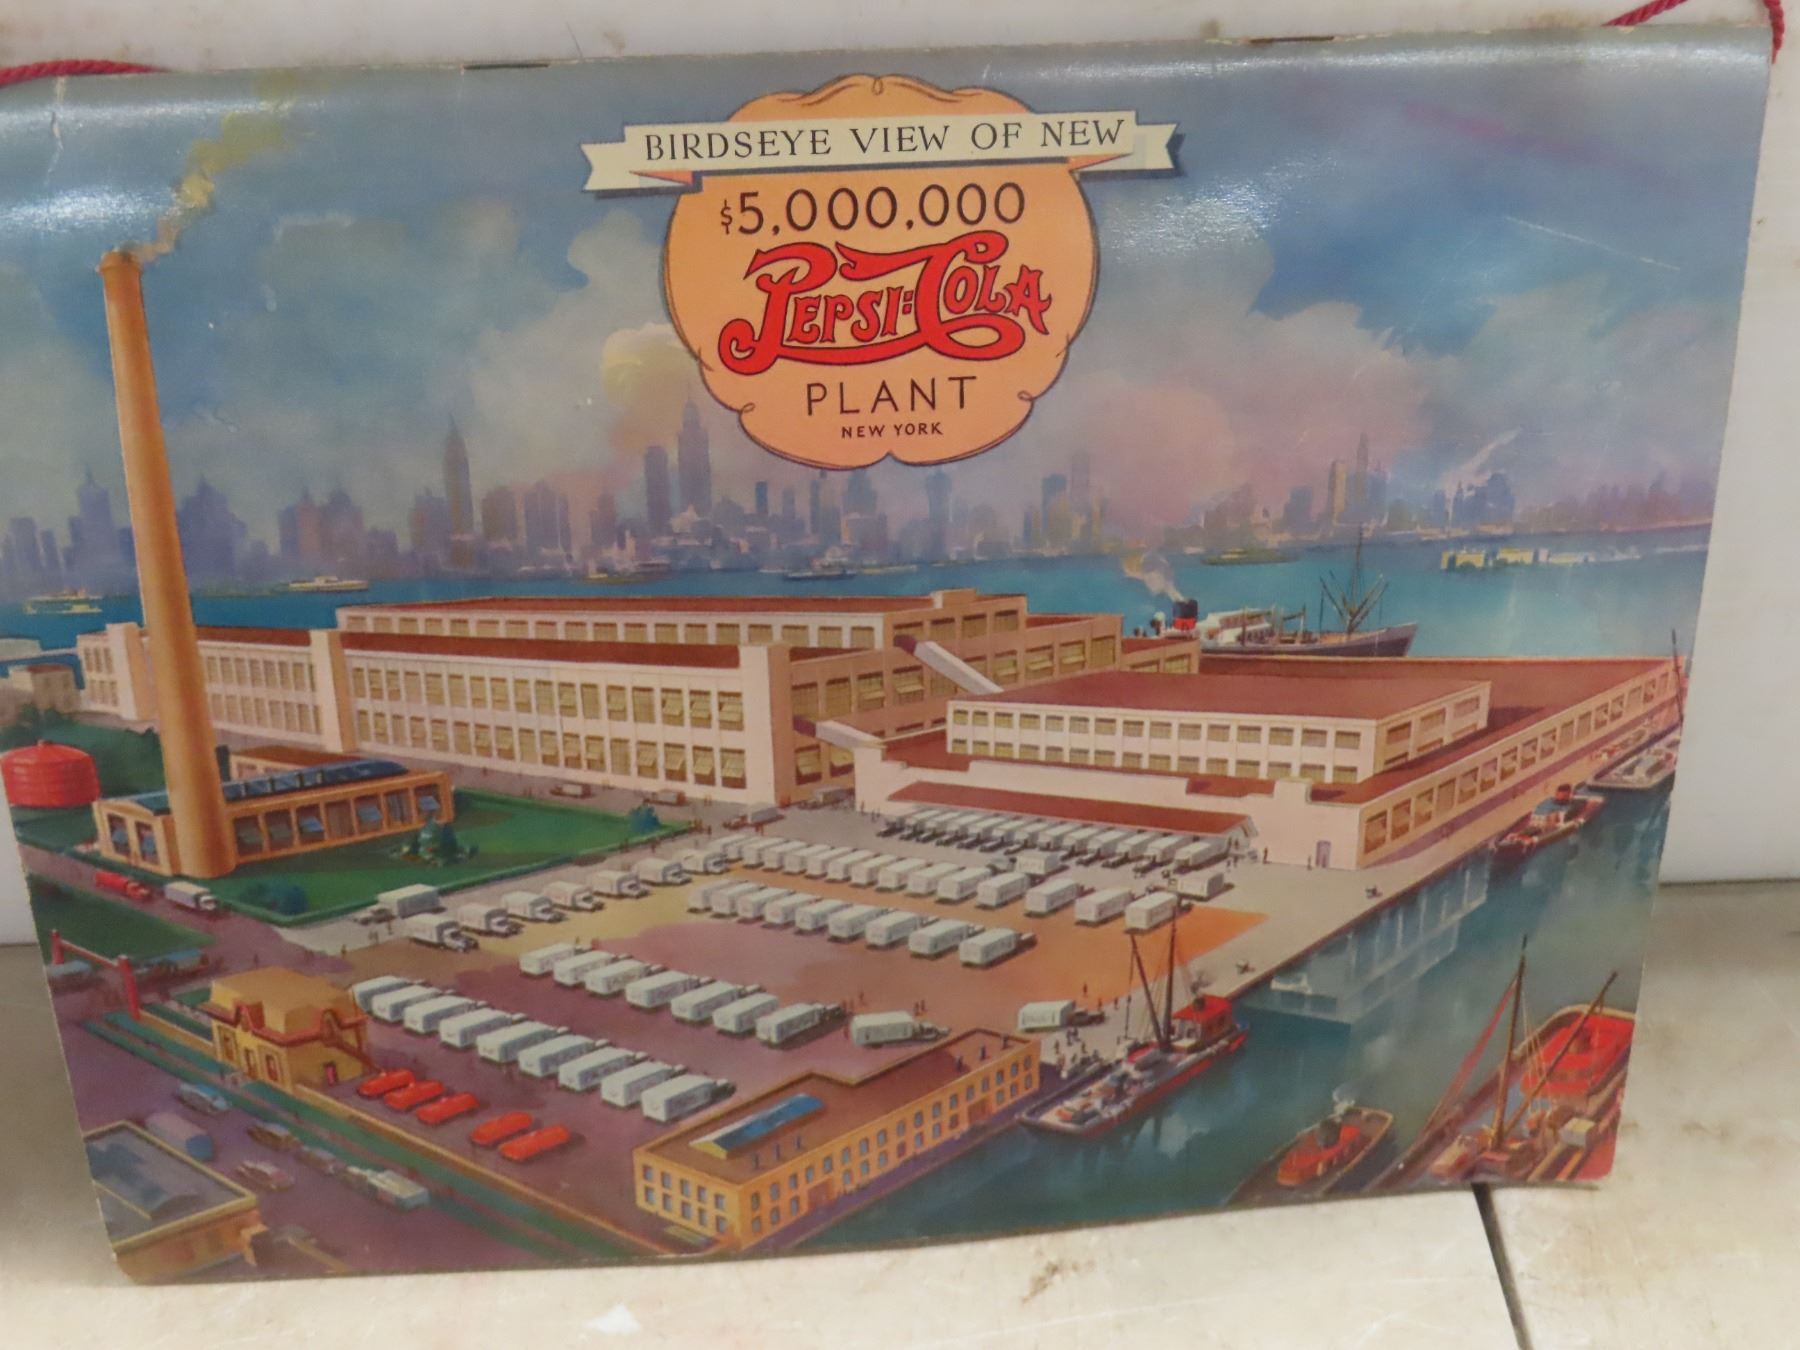 BIRDSEYE VIEW OF NEW
$5,000,000
PEPSI:COLA
PLANT
NEW YORK